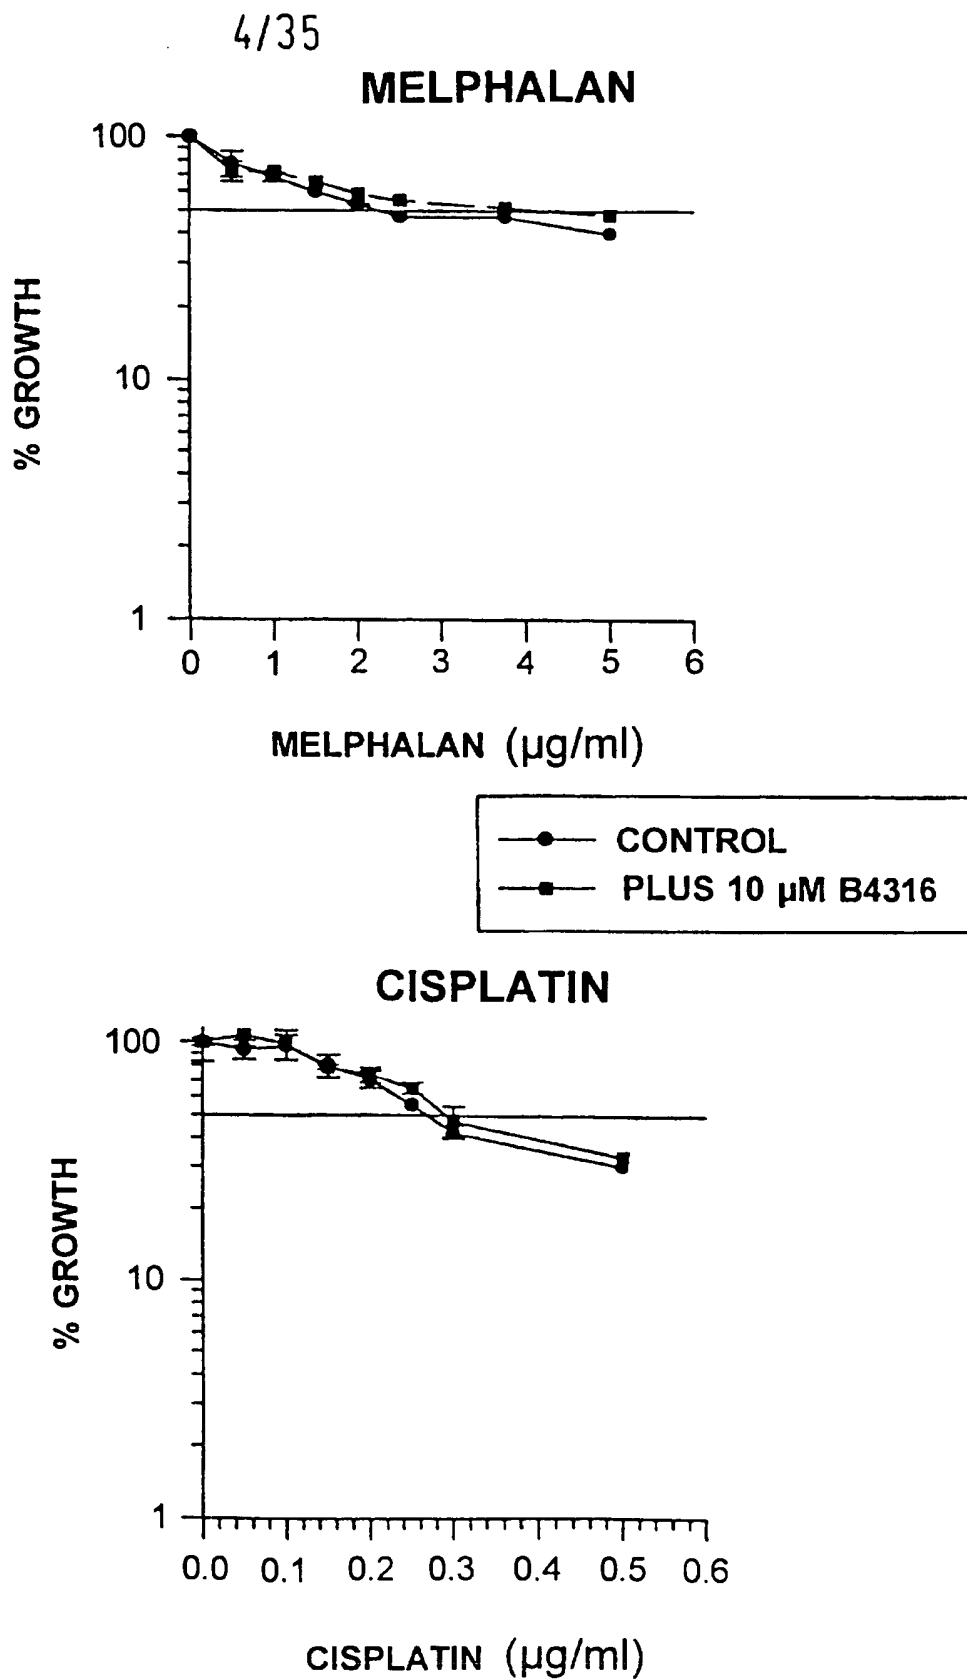 4/35
MELPHALAN
100
10
1
% GROWTH
0 1 2 3 4 5 6
MELPHALAN (µg/ml)
CONTROL
PLUS 10 µM B4316
CISPLATIN
100
10
1
% GROWTH
0.0 0.1 0.2 0.3 0.4 0.5 0.6
CISPLATIN (µg/ml)